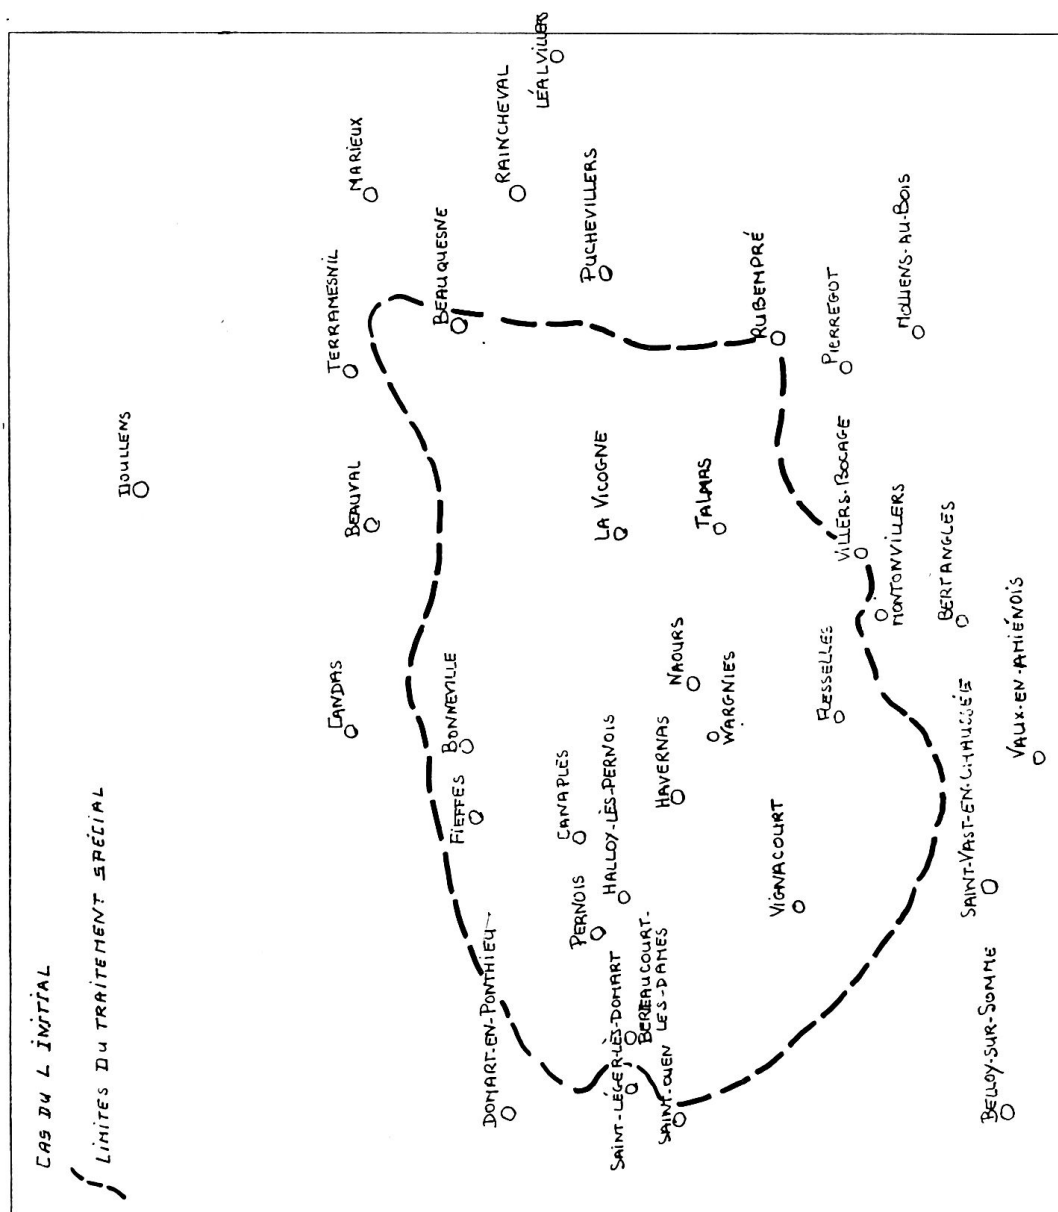 CAS DU L INITIAL
LIMITES DU TRAITEMENT SPÉCIAL
DOULLENS
CANDAS
TERRAMESNIL
BEAUVAL
MARIEUX
BONNEVILLE
BEAUQUESNE
FIEFFES
DOMART-EN-PONTHIEU
RAINCHEVAL
LÉALVILLERS
CANAPLES
PERNOIS
PUCHEVILLERS
LA VICOGNE
HALLOY-LÈS-PERNOIS
SAINT-LÉGER-LÈS-DOMART
BERTEAUCOURT-
LES-DAMES
SAINT-OUEN
HAVERNAS
NAOURS
TALMAS
WARGNIES
RUBEMPRÉ
VIGNACOURT
FLESSELLES
PIERREGOT
VILLERS-BOCAGE
MONTONVILLERS
MOLLIENS-AU-BOIS
BERTANGLES
SAINT-VAST-EN-CHAUSSÉE
BELLOY-SUR-SOMME
VAUX-EN-AMIÉNOIS